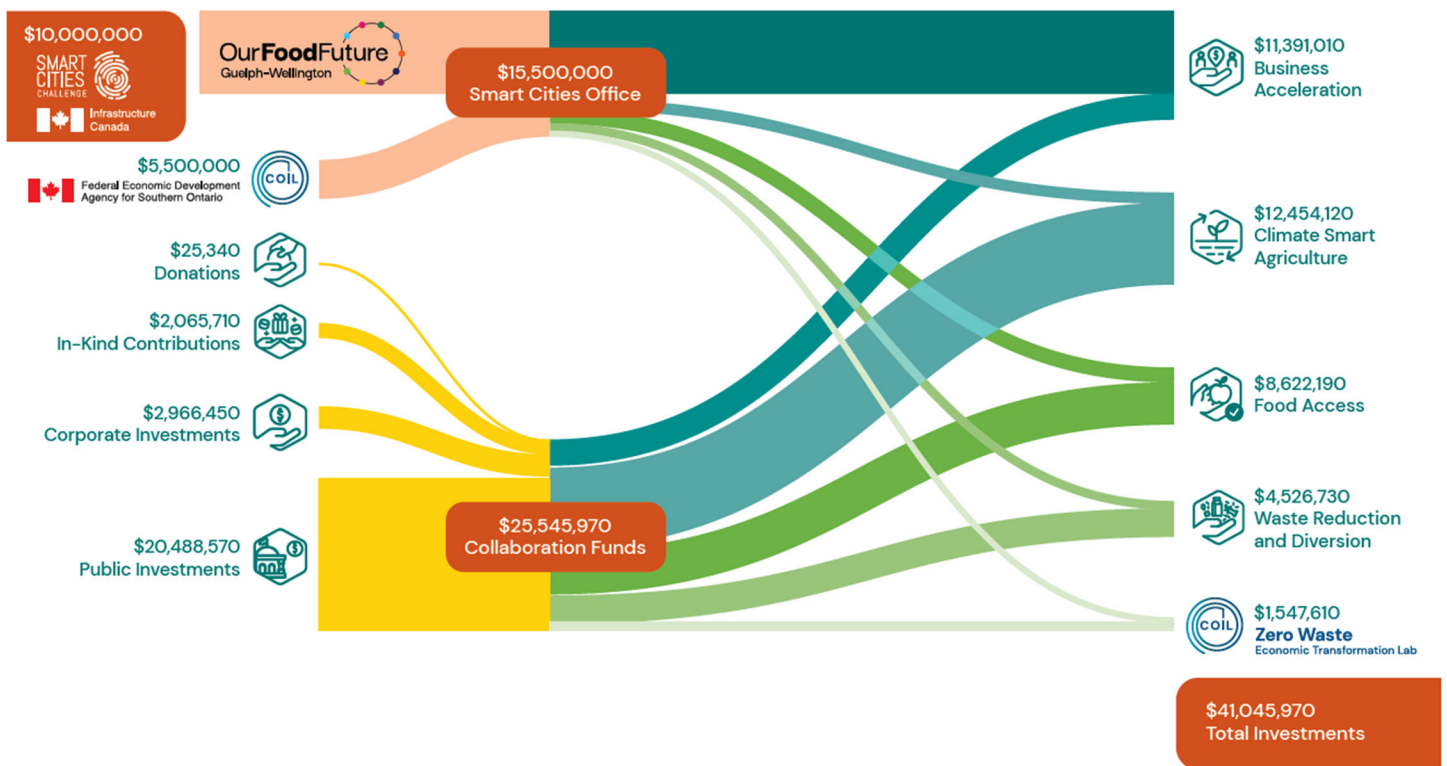 $10,000,000
SMART
CITIES
CHALLENGE
Infrastructure
Canada
OurFoodFuture
Guelph-Wellington
$15,500,000
Smart Cities Office
$5,500,000
Federal Economic Development
Agency for Southern Ontario
COIL
$25,340
Donations
$2,065,710
In-Kind Contributions
$2,966,450
Corporate Investments
$20,488,570
Public Investments
$25,545,970
Collaboration Funds
$11,391,010
Business
Acceleration
$12,454,120
Climate Smart
Agriculture
$8,622,190
Food Access
$4,526,730
Waste Reduction
and Diversion
COIL
$1,547,610
Zero Waste
Economic Transformation Lab
$41,045,970
Total Investments